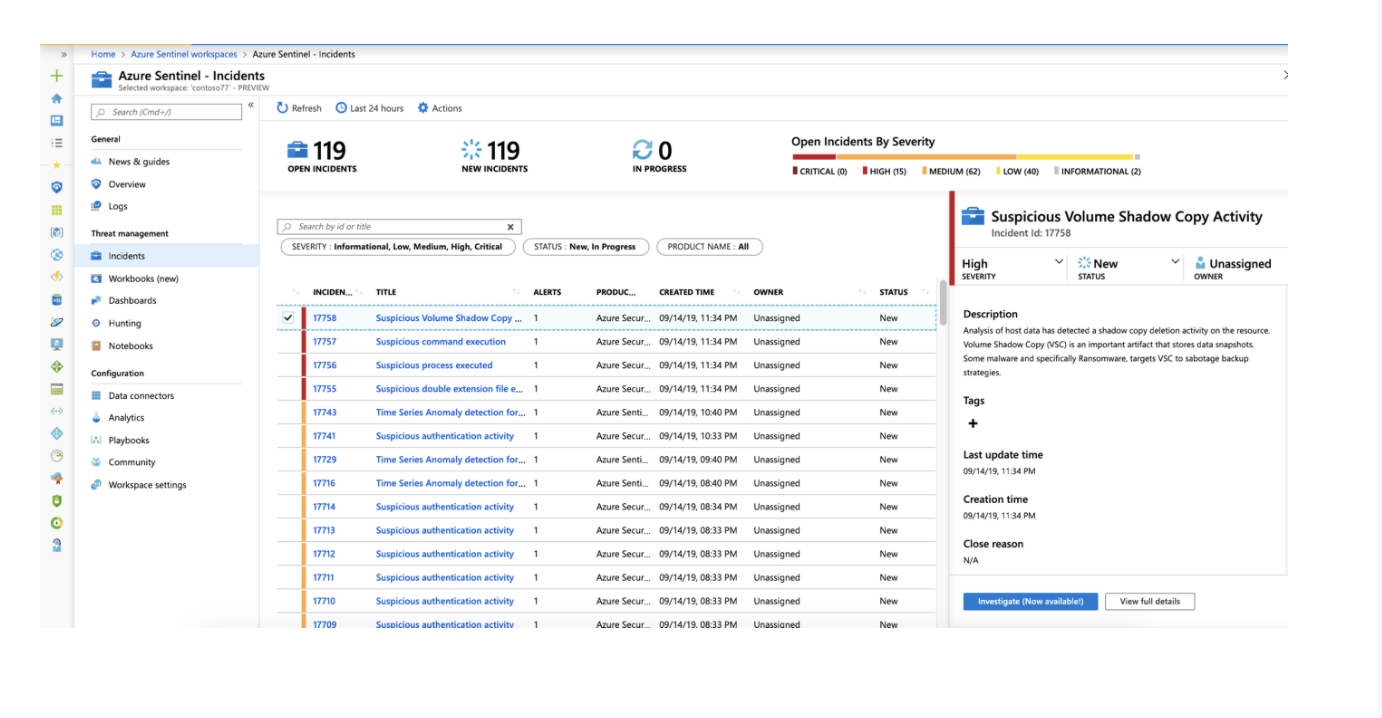 Home > Azure Sentinel workspaces > Azure Sentinel - Incidents
Azure Sentinel - Incidents
Selected workspace: 'contoso77' - PREVIEW
Search (Cmd+/)
General
News & guides
Overview
Logs
Threat management
Incidents
Workbooks (new)
Dashboards
Hunting
Notebooks
Configuration
Data connectors
Analytics
Playbooks
Community
Workspace settings
Refresh Last 24 hours Actions
119 OPEN INCIDENTS
119 NEW INCIDENTS
0 IN PROGRESS
Open Incidents By Severity
CRITICAL (0) HIGH (15) MEDIUM (62) LOW (40) INFORMATIONAL (2)
Search by id or title
SEVERITY : Informational, Low, Medium, High, Critical STATUS : New, In Progress PRODUCT NAME : All
INCIDEN... TITLE ALERTS PRODUC... CREATED TIME OWNER STATUS
17758 Suspicious Volume Shadow Copy ... 1 Azure Secur... 09/14/19, 11:34 PM Unassigned New
17757 Suspicious command execution 1 Azure Secur... 09/14/19, 11:34 PM Unassigned New
17756 Suspicious process executed 1 Azure Secur... 09/14/19, 11:34 PM Unassigned New
17755 Suspicious double extension file e... 1 Azure Secur... 09/14/19, 11:34 PM Unassigned New
17743 Time Series Anomaly detection for... 1 Azure Senti... 09/14/19, 10:40 PM Unassigned New
17741 Suspicious authentication activity 1 Azure Secur... 09/14/19, 10:33 PM Unassigned New
17729 Time Series Anomaly detection for... 1 Azure Senti... 09/14/19, 09:40 PM Unassigned New
17716 Time Series Anomaly detection for... 1 Azure Senti... 09/14/19, 08:40 PM Unassigned New
17714 Suspicious authentication activity 1 Azure Secur... 09/14/19, 08:34 PM Unassigned New
17713 Suspicious authentication activity 1 Azure Secur... 09/14/19, 08:33 PM Unassigned New
17712 Suspicious authentication activity 1 Azure Secur... 09/14/19, 08:33 PM Unassigned New
17711 Suspicious authentication activity 1 Azure Secur... 09/14/19, 08:33 PM Unassigned New
17710 Suspicious authentication activity 1 Azure Secur... 09/14/19, 08:33 PM Unassigned New
17709 Suspicious authentication activity 1 Azure Secur... 09/14/19, 08:33 PM Unassigned New
Suspicious Volume Shadow Copy Activity
Incident Id: 17758
High New Unassigned
SEVERITY STATUS OWNER
Description
Analysis of host data has detected a shadow copy deletion activity on the resource.
Volume Shadow Copy (VSC) is an important artifact that stores data snapshots.
Some malware and specifically Ransomware, targets VSC to sabotage backup
strategies.
Tags
Last update time
09/14/19, 11:34 PM
Creation time
09/14/19, 11:34 PM
Close reason
N/A
Investigate (Now available!) View full details